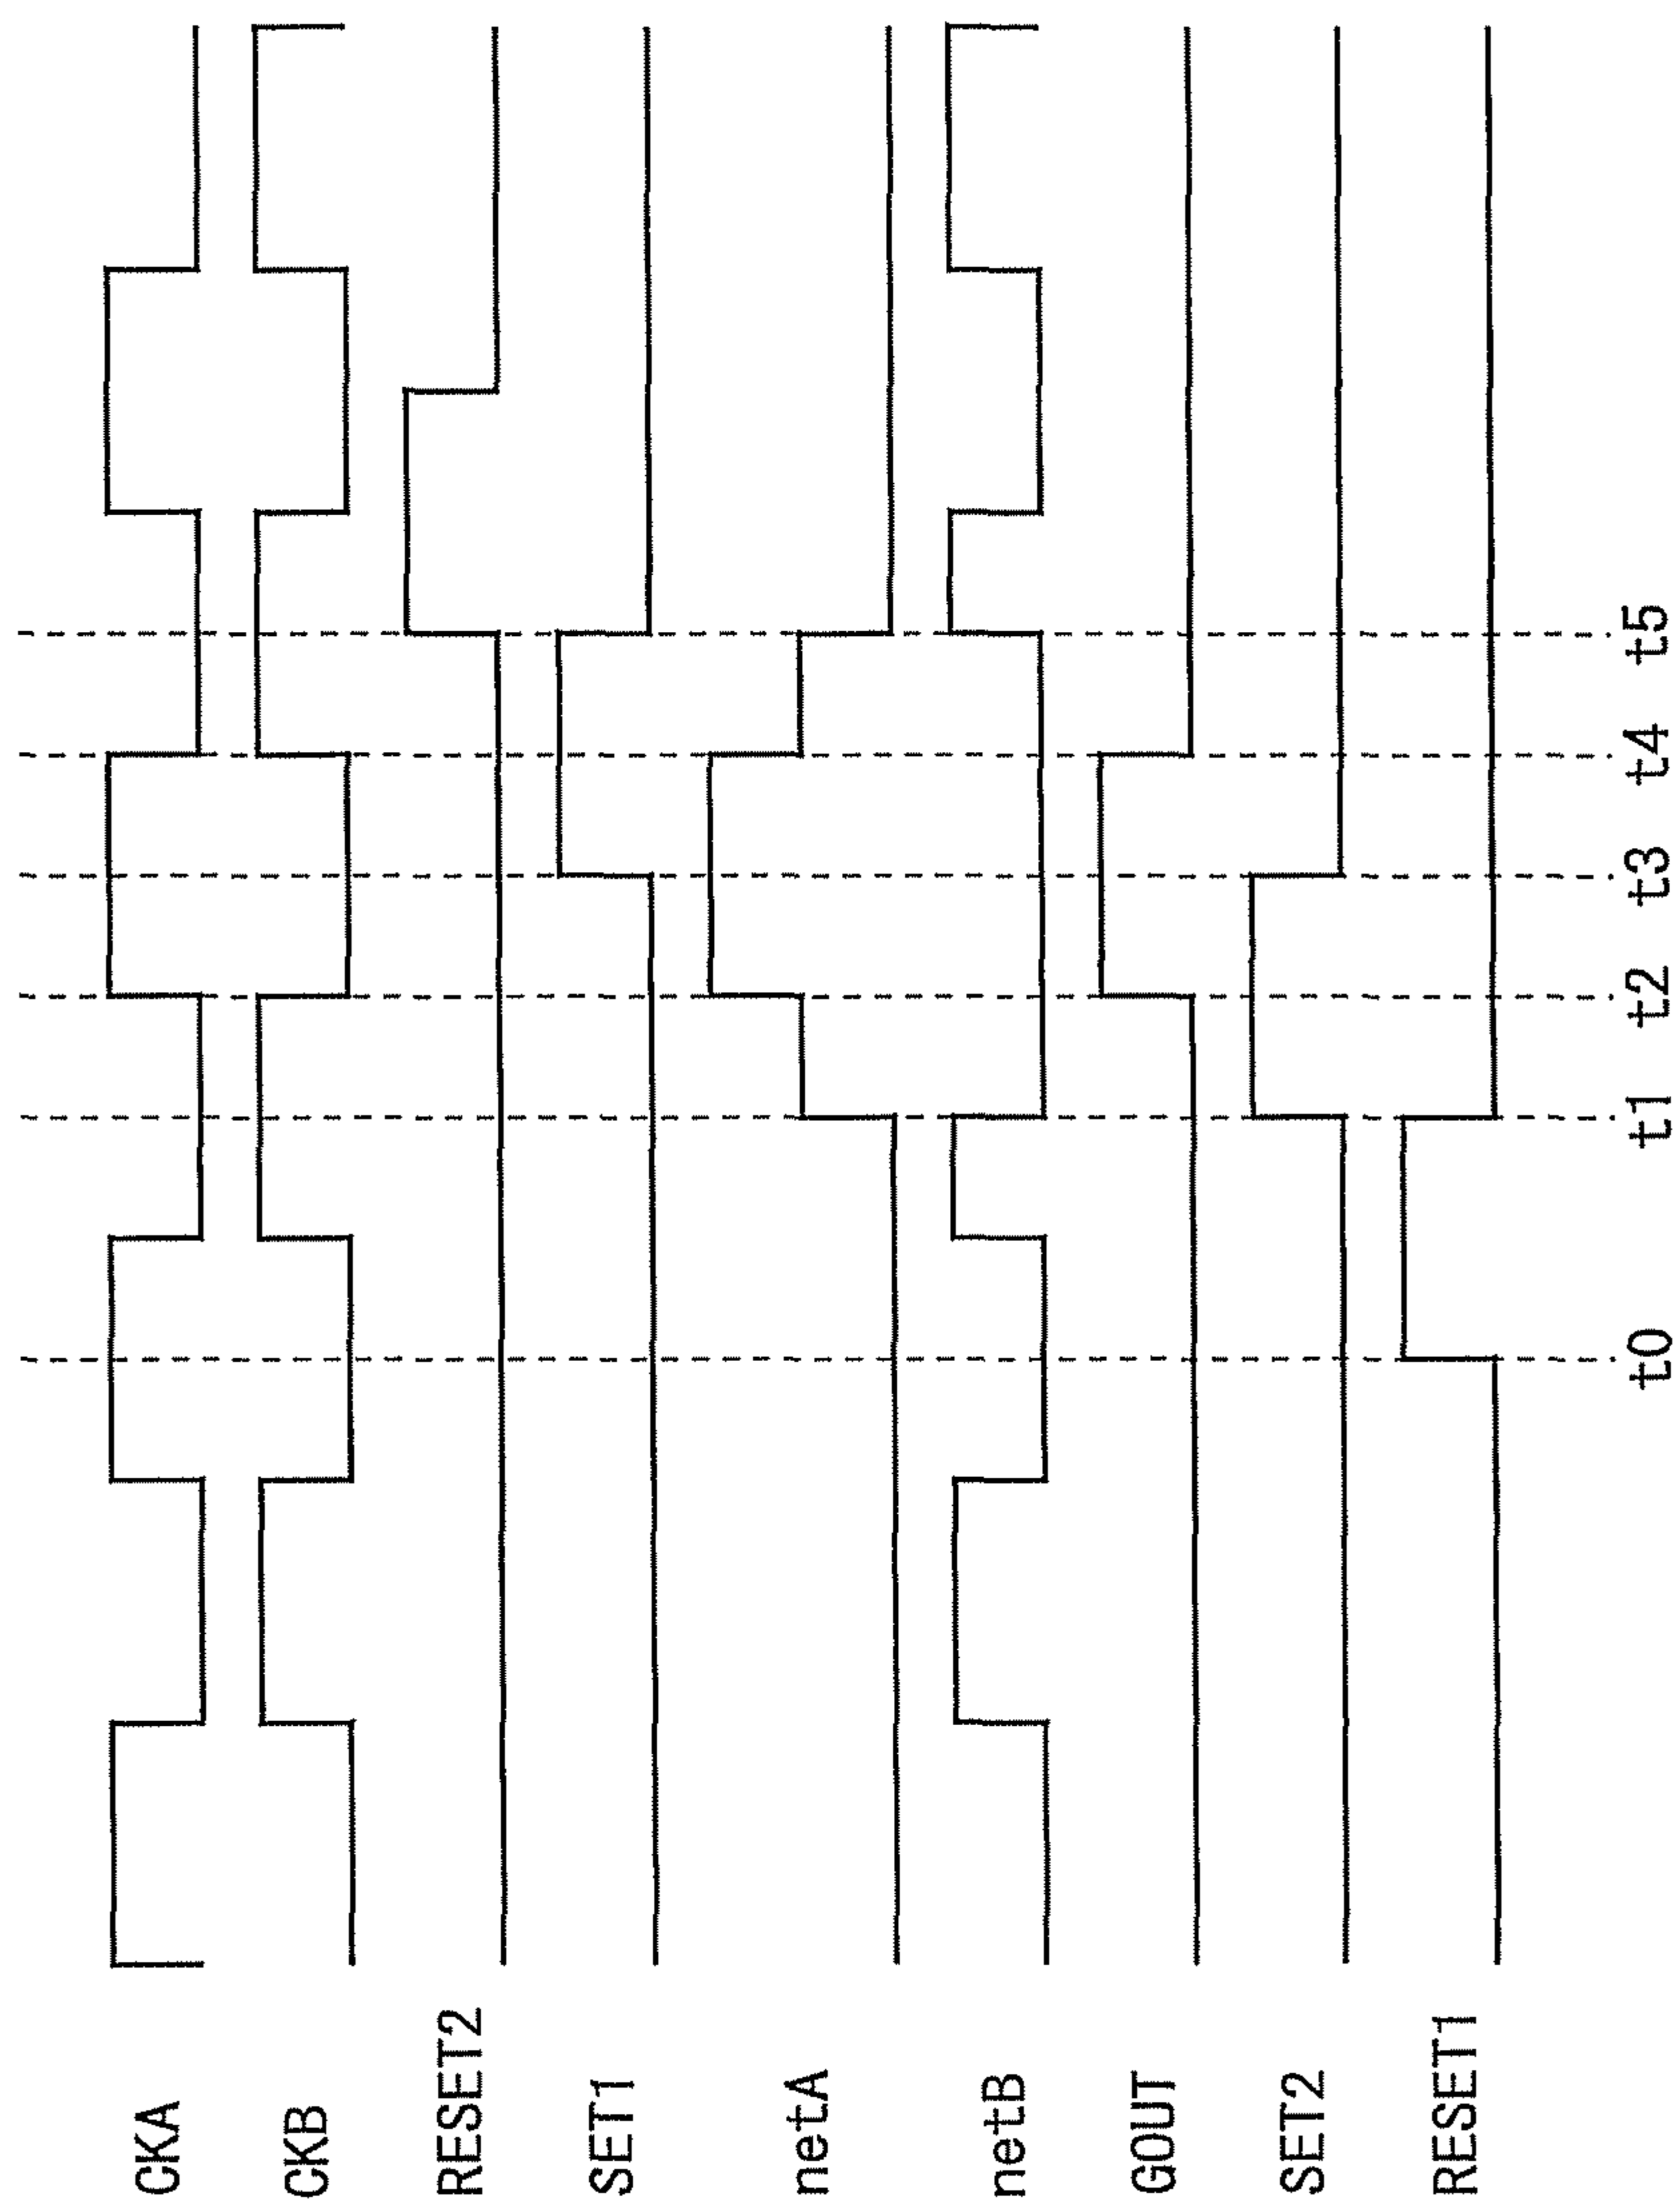 CKA
CKB
RESET2
SET1
netA
netB
GOUT
SET2
RESET1
t0
t1
t2
t3
t4
t5